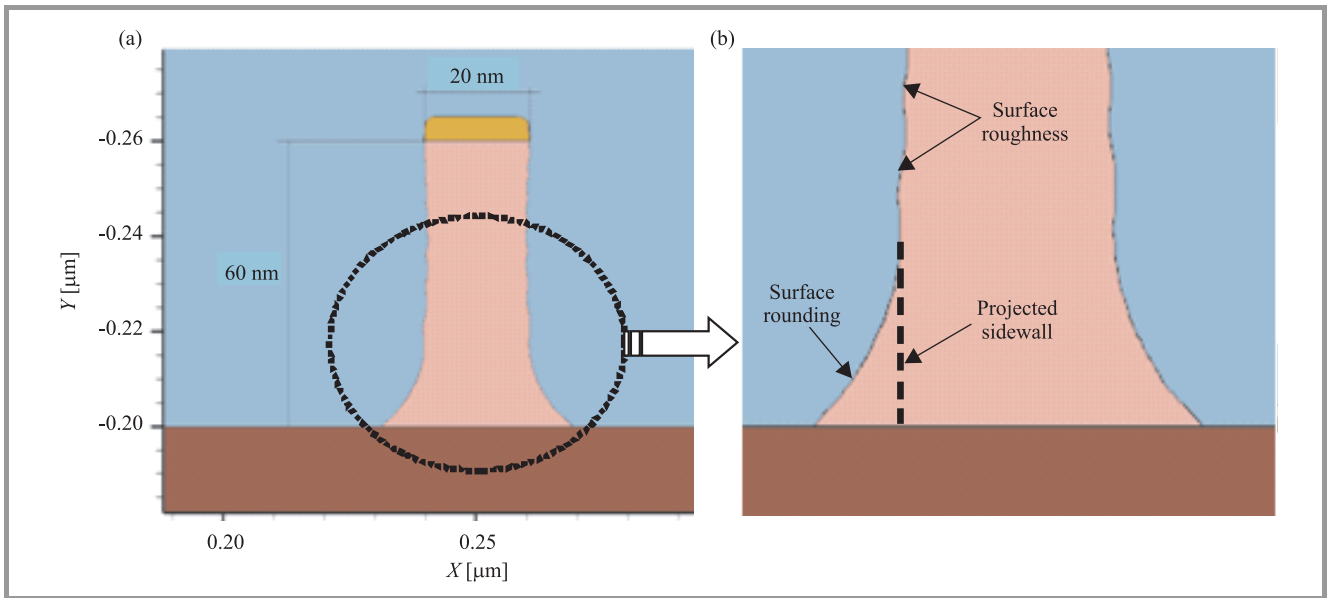 (a)
(b)
20 nm
60 nm
-0.26
-0.24
-0.22
-0.20
Y [µm]
0.20
0.25
X [µm]
Surface
roughness
Surface
rounding
Projected
sidewall